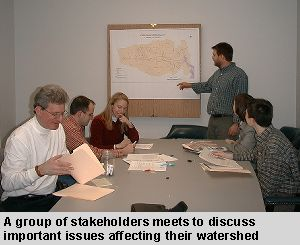 A group of stakeholders meets to discuss
important issues affecting their watershed